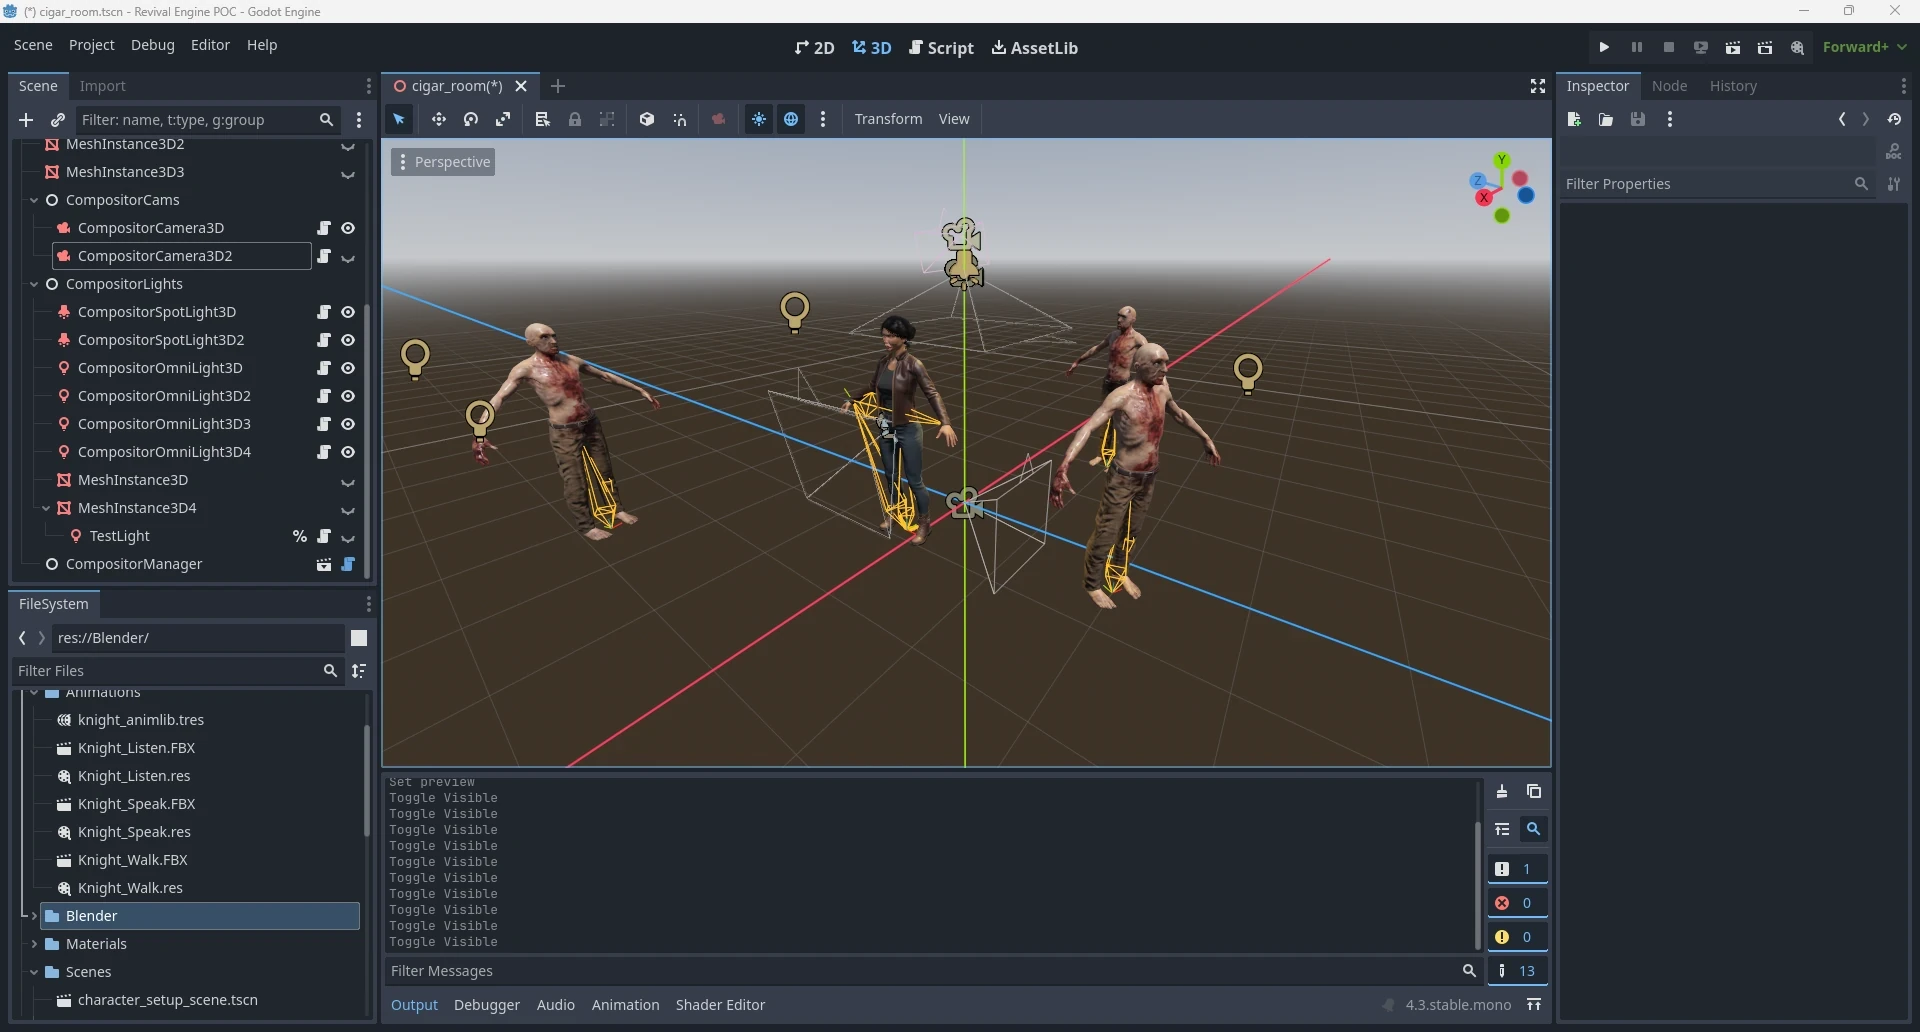 (*) cigar_room.tscn - Revival Engine POC - Godot Engine
Scene Project Debug Editor Help
2D 3D Script AssetLib
Forward+
Scene Import
Filter: name, t:type, g:group
MeshInstance3D2
MeshInstance3D3
CompositorCams
CompositorCamera3D
CompositorCamera3D2
CompositorLights
CompositorSpotLight3D
CompositorSpotLight3D2
CompositorOmniLight3D
CompositorOmniLight3D2
CompositorOmniLight3D3
CompositorOmniLight3D4
MeshInstance3D
MeshInstance3D4
TestLight %
CompositorManager
FileSystem
res://Blender/
Filter Files
Animations
knight_animlib.tres
Knight_Listen.FBX
Knight_Listen.res
Knight_Speak.FBX
Knight_Speak.res
Knight_Walk.FBX
Knight_Walk.res
Blender
Materials
Scenes
character_setup_scene.tscn
cigar_room(*)
Transform View
Perspective
Y
Z
X
Set preview
Toggle Visible
Toggle Visible
Toggle Visible
Toggle Visible
Toggle Visible
Toggle Visible
Toggle Visible
Toggle Visible
Toggle Visible
Toggle Visible
1
0
0
13
Filter Messages
Output Debugger Audio Animation Shader Editor
4.3.stable.mono
Inspector Node History
DOC
Filter Properties